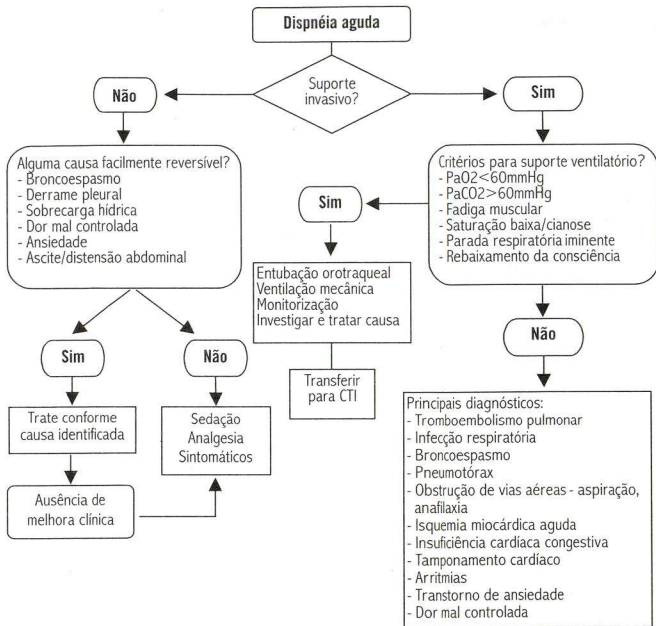 Dispnéia aguda
Suporte
invasivo?
Não
Sim
Alguma causa facilmente reversível?
- Broncoespasmo
- Derrame pleural
- Sobrecarga hídrica
- Dor mal controlada
- Ansiedade
- Ascite/distensão abdominal
Sim
Não
Trate conforme
causa identificada
Sedação
Analgesia
Sintomáticos
Ausência de
melhora clínica
Critérios para suporte ventilatório?
- PaO2<60mmHg
- PaCO2>60mmHg
- Fadiga muscular
- Saturação baixa/cianose
- Parada respiratória iminente
- Rebaixamento da consciência
Sim
Entubação orotraqueal
Ventilação mecânica
Monitorização
Investigar e tratar causa
Transferir
para CTI
Não
Principais diagnósticos:
- Tromboembolismo pulmonar
- Infecção respiratória
- Broncoespasmo
- Pneumotórax
- Obstrução de vias aéreas - aspiração,
anafilaxia
- Isquemia miocárdica aguda
- Insuficiência cardíaca congestiva
- Tamponamento cardíaco
- Arritmias
- Transtorno de ansiedade
- Dor mal controlada